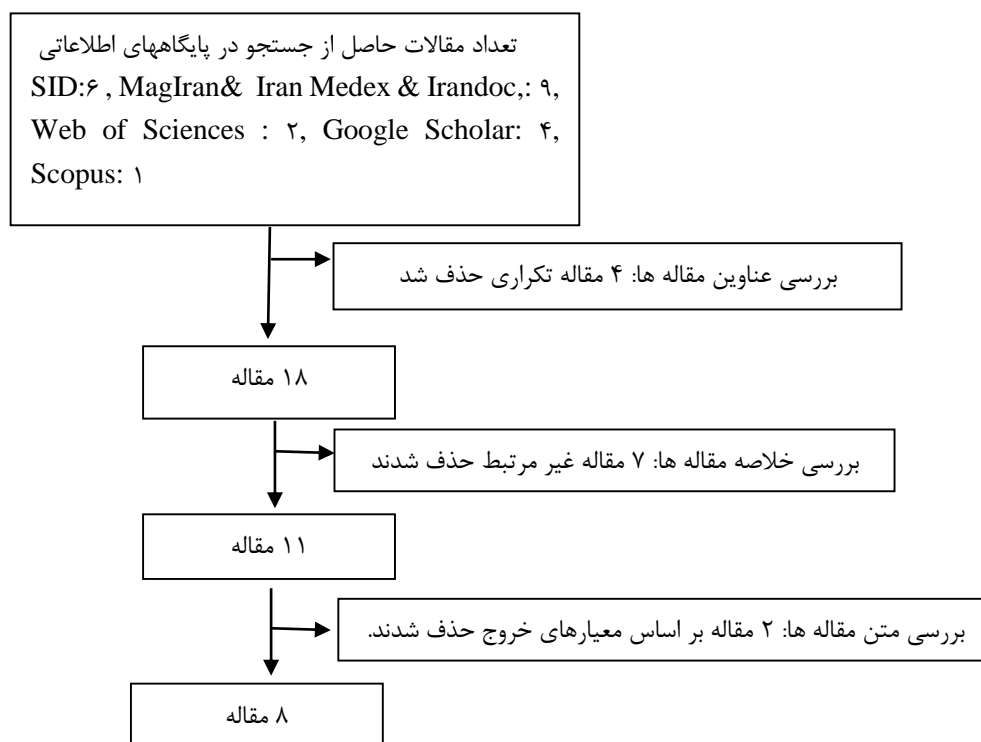 تعداد مقالات حاصل از جستجو در پایگاههای اطلاعاتی
SID:۶ , MagIran& Iran Medex & Irandoc,: ۹,
Web of Sciences : ۲, Google Scholar: ۴,
Scopus: ۱
بررسی عناوین مقاله ها: ۴ مقاله تکراری حذف شد
۱۸ مقاله
بررسی خلاصه مقاله ها: ۷ مقاله غیر مرتبط حذف شدند
۱۱ مقاله
بررسی متن مقاله ها: ۲ مقاله بر اساس معیارهای خروج حذف شدند.
۸ مقاله